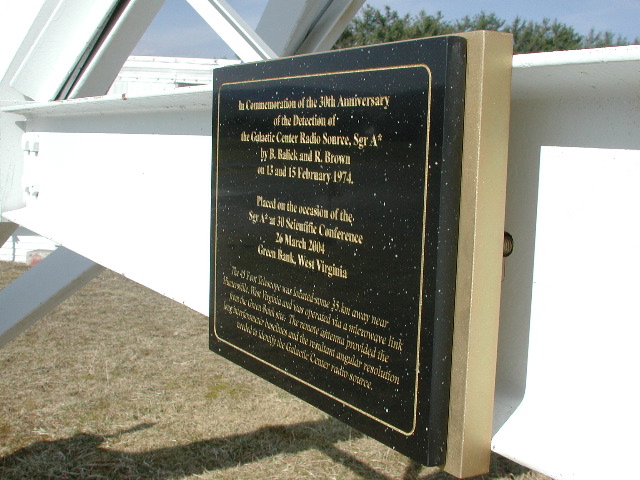 In Commemoration of the 30th Anniversary
of the Detection of
the Galactic Center Radio Source, Sgr A*
by B. Balick and R. Brown
on 13 and 15 February 1974.
Placed on the occasion of the
Sgr A* at 30 Scientific Conference
26 March 2004
Green Bank, West Virginia
The 45 Foot Telescope was located some 35 km away near
Huntersville, West Virginia and was operated via a microwave link
from the Green Bank site. The remote antenna provided the
long interferometer baselines and the resultant angular resolution
needed to identify the Galactic Center radio source.